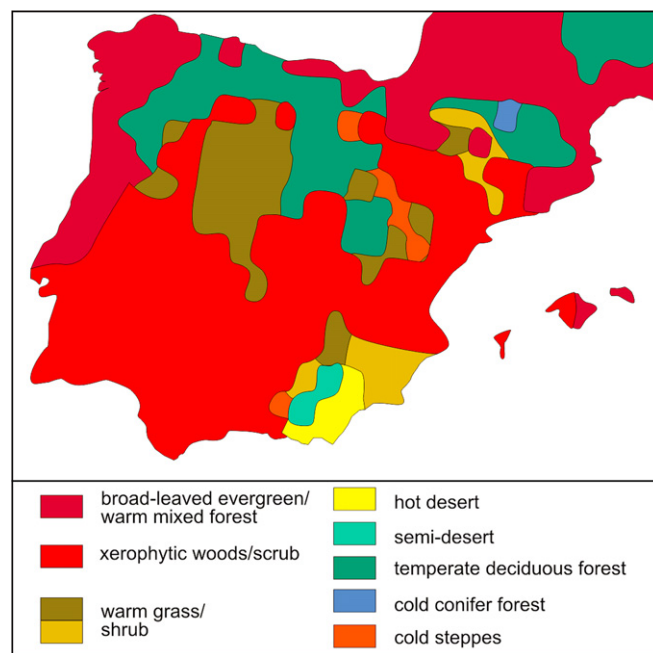 broad-leaved evergreen/
warm mixed forest
xerophytic woods/scrub
warm grass/
shrub
hot desert
semi-desert
temperate deciduous forest
cold conifer forest
cold steppes